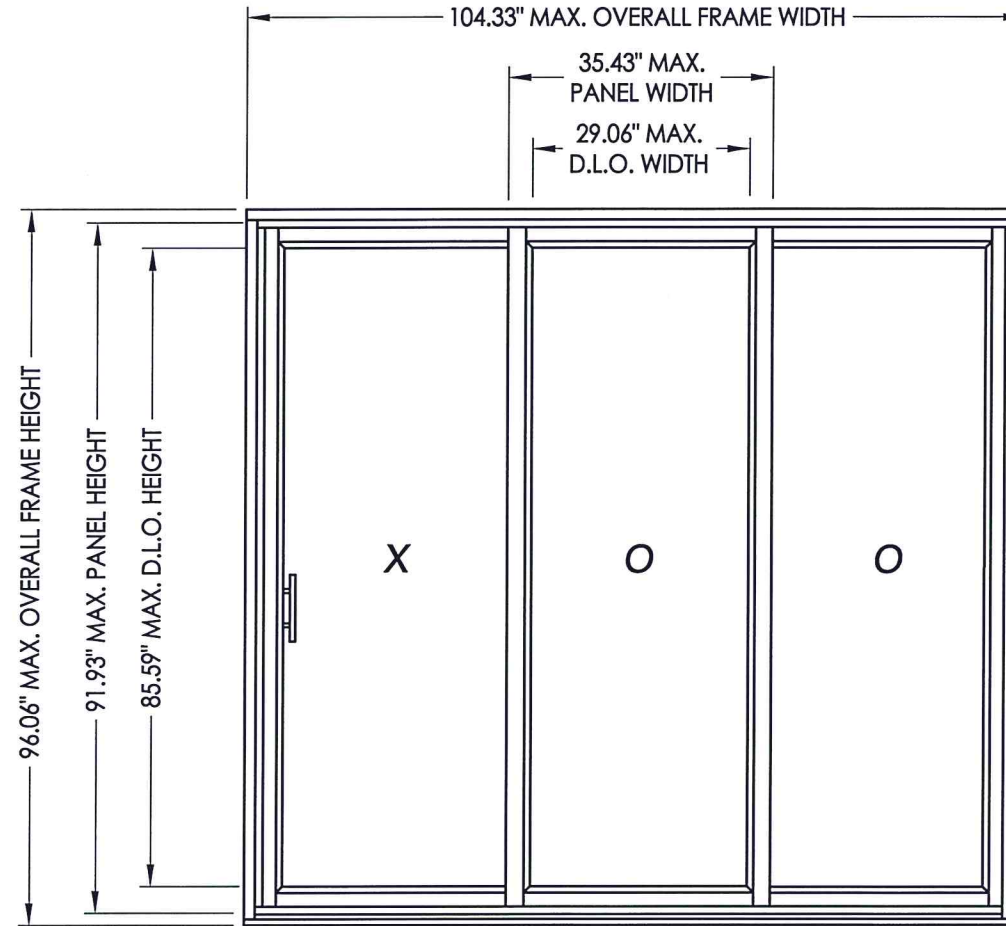 104.33" MAX. OVERALL FRAME WIDTH
35.43" MAX.
PANEL WIDTH
29.06" MAX.
D.L.O. WIDTH
96.06" MAX. OVERALL FRAME HEIGHT
91.93" MAX. PANEL HEIGHT
85.59" MAX. D.L.O. HEIGHT
X O O